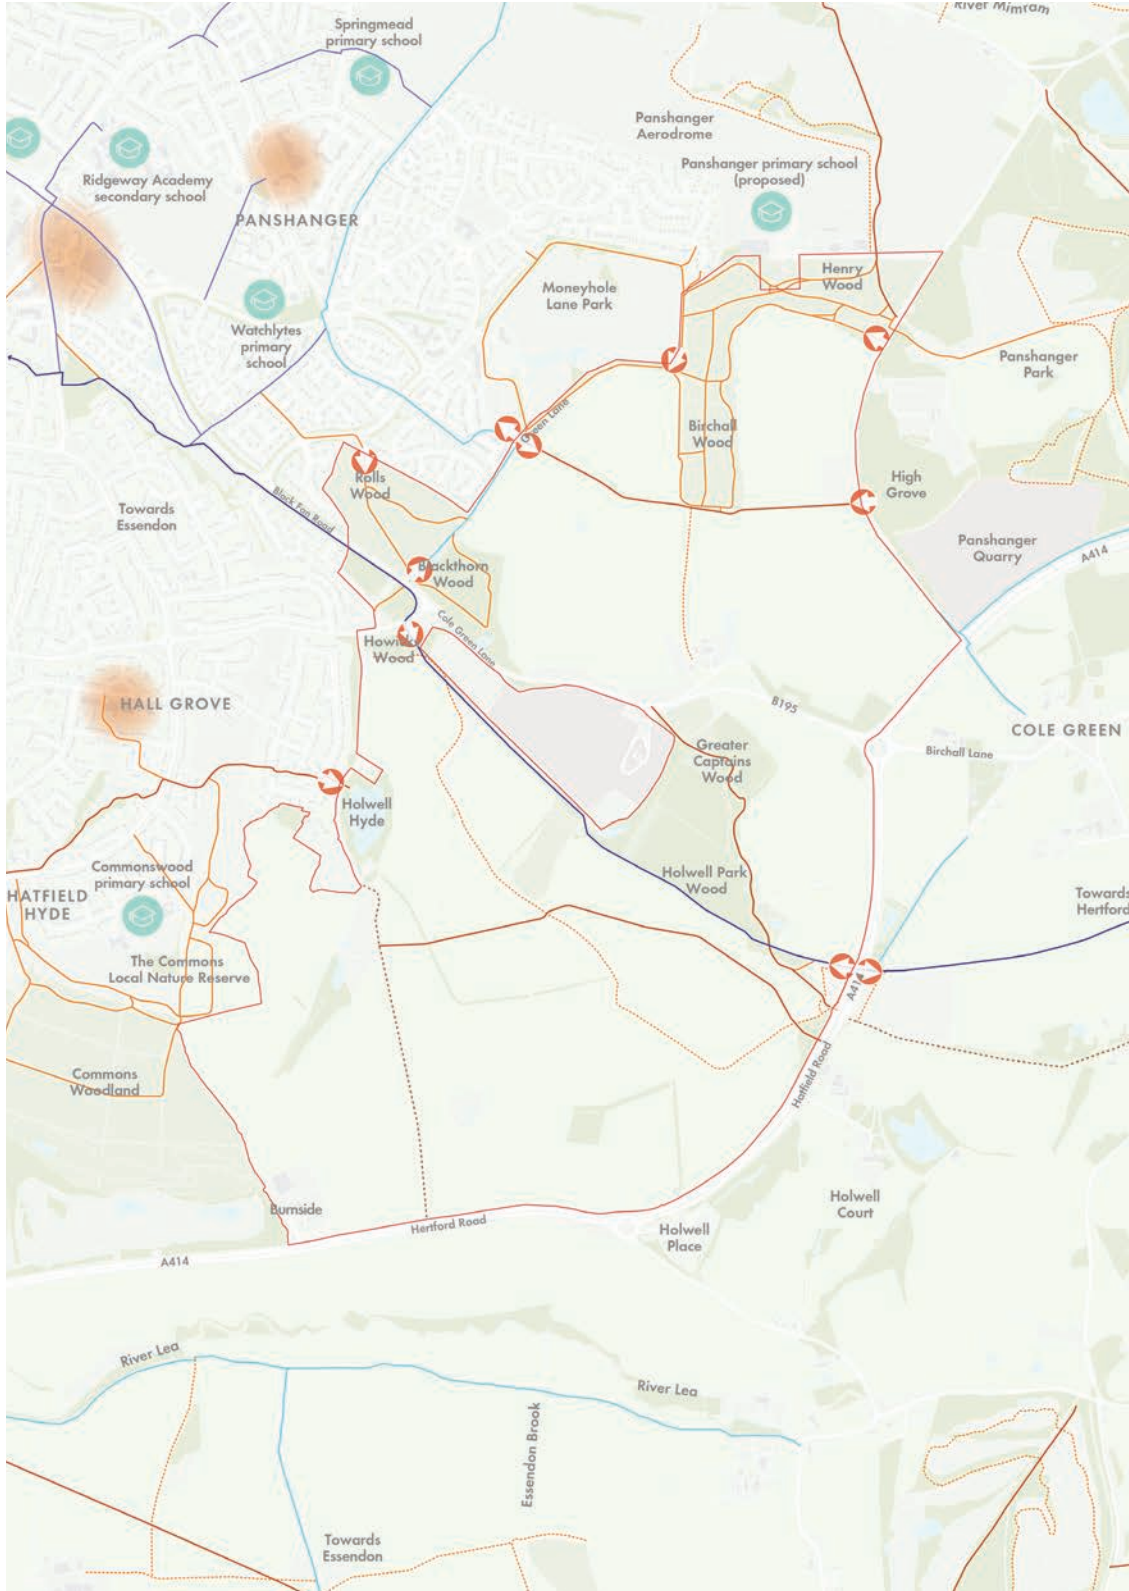 River Mimram
Springmead
primary school
Panshanger
Aerodrome
Panshanger primary school
(proposed)
Ridgeway Academy
secondary school
PANSHANGER
Henry
Wood
Moneyhole
Lane Park
Watchlytes
primary
school
Panshanger
Park
Green Lane
Birchall
Wood
Rolls
Wood
High
Grove
Black Fan Road
Towards
Essendon
Panshanger
Quarry
A414
Blackthorn
Wood
Cole Green Lane
Howicks
Wood
HALL GROVE
B195
COLE GREEN
Birchall Lane
Greater
Captains
Wood
Holwell
Hyde
Commonswood
primary school
HATFIELD
HYDE
Holwell Park
Wood
Towards
Hertford
The Commons
Local Nature Reserve
A414
Hatfield Road
Commons
Woodland
Burnside
Hertford Road
Holwell
Court
Holwell
Place
A414
River Lea
River Lea
Essendon Brook
Towards
Essendon